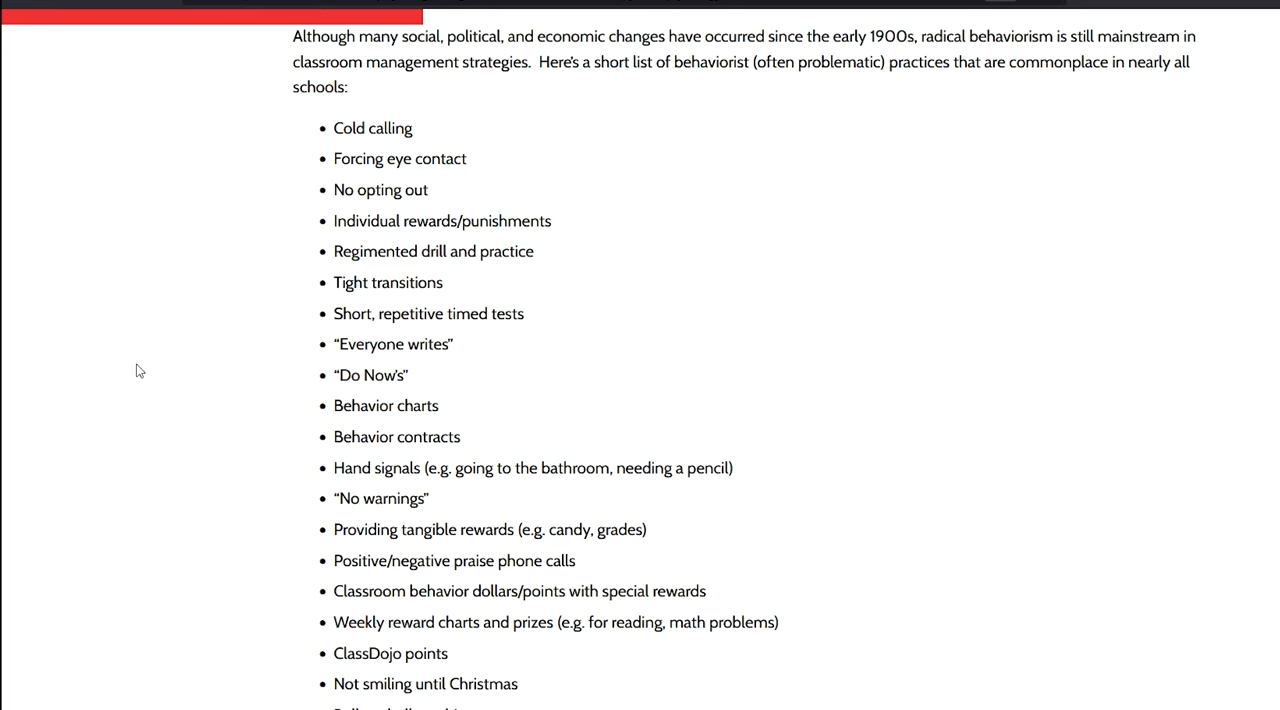 Although many social, political, and economic changes have occurred since the early 1900s, radical behaviorism is still mainstream in
classroom management strategies.  Here's a short list of behaviorist (often problematic) practices that are commonplace in nearly all
schools:
• Cold calling
• Forcing eye contact
• No opting out
• Individual rewards/punishments
• Regimented drill and practice
• Tight transitions
• Short, repetitive timed tests
• “Everyone writes”
• “Do Now's”
• Behavior charts
• Behavior contracts
• Hand signals (e.g. going to the bathroom, needing a pencil)
• “No warnings”
• Providing tangible rewards (e.g. candy, grades)
• Positive/negative praise phone calls
• Classroom behavior dollars/points with special rewards
• Weekly reward charts and prizes (e.g. for reading, math problems)
• ClassDojo points
• Not smiling until Christmas